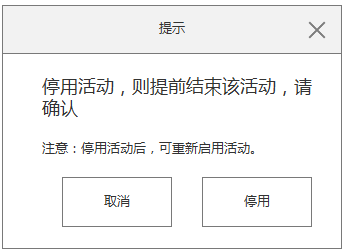 提示
停用活动，则提前结束该活动，请
确认
注意：停用活动后，可重新启用活动。
取消
停用